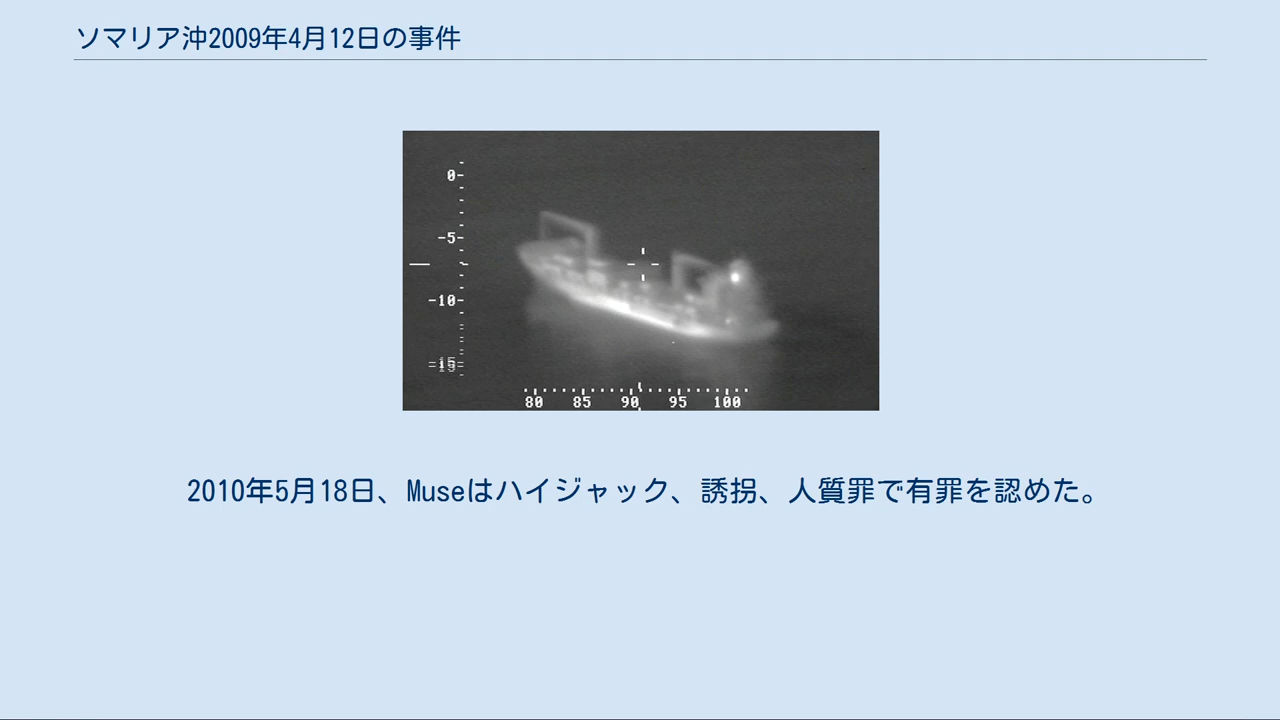 ソマリア沖2009年4月12日の事件
0
-5
-10
-15
80 85 90 95 100
2010年5月18日、Museはハイジャック、誘拐、人質罪で有罪を認めた。